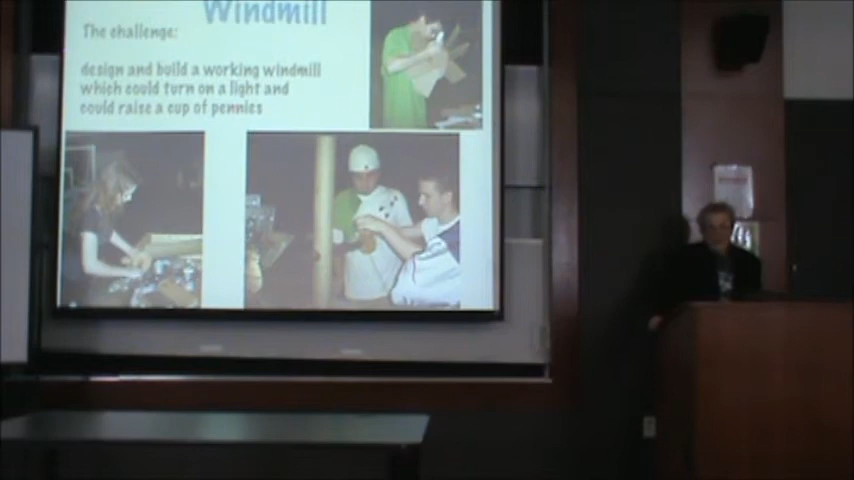 Windmill
The challenge:
design and build a working windmill
which could turn on a light and
could raise a cup of pennies